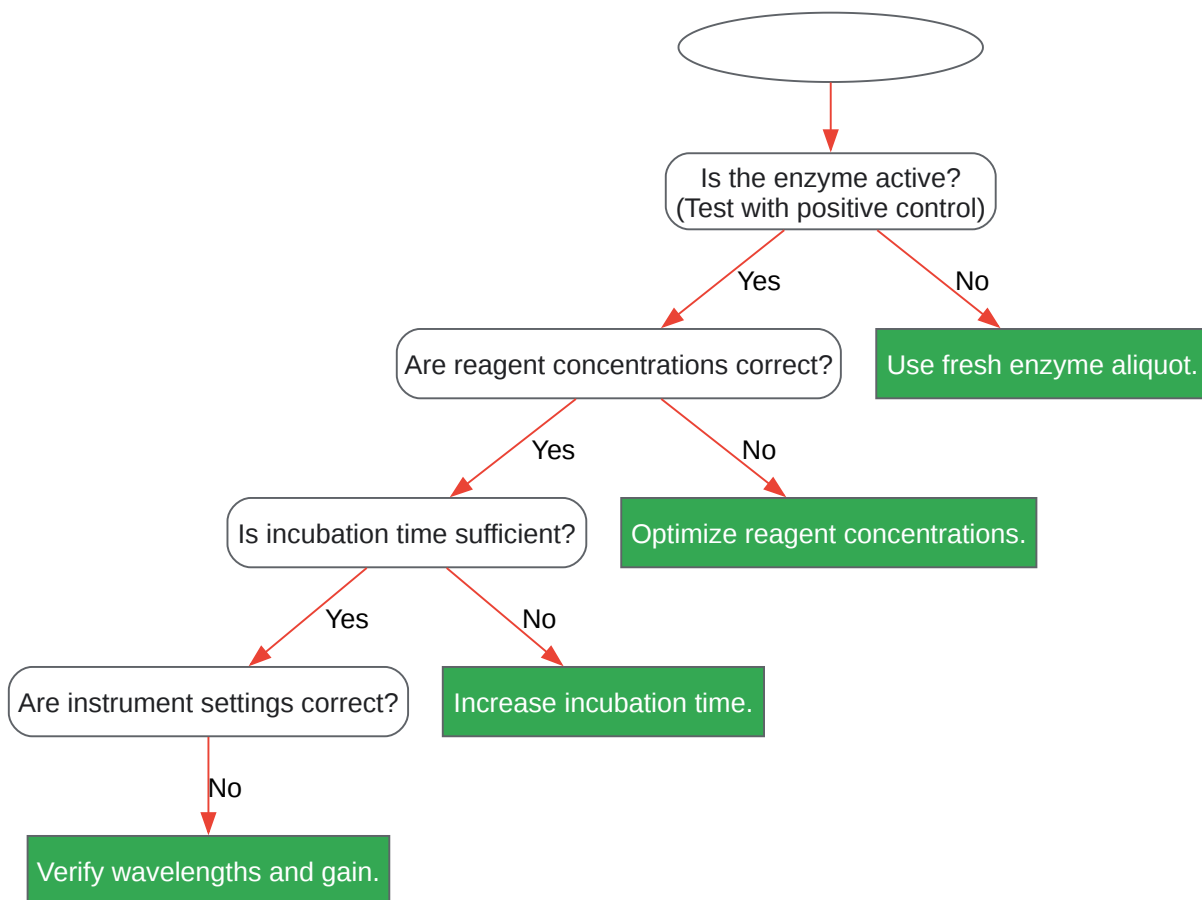 Is the enzyme active?
(Test with positive control)
Yes
No
Are reagent concentrations correct?
Use fresh enzyme aliquot.
Yes
No
Is incubation time sufficient?
Optimize reagent concentrations.
Yes
No
Are instrument settings correct?
Increase incubation time.
No
Verify wavelengths and gain.